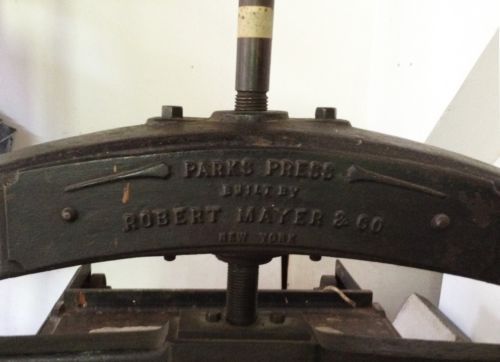 PARKS PRESS
BUILT BY
ROBERT MAYER & CO
NEW YORK